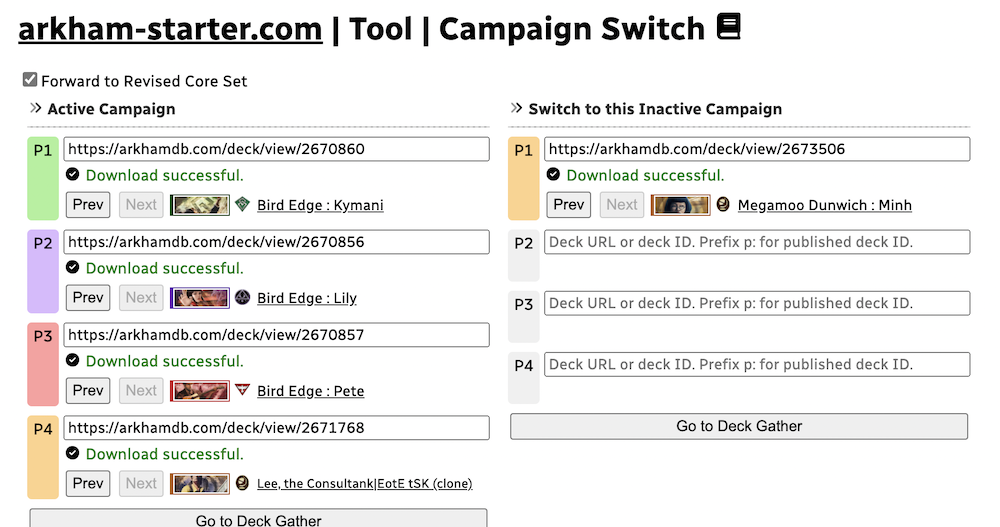 arkham-starter.com | Tool | Campaign Switch
Forward to Revised Core Set
Active Campaign
P1
https://arkhamdb.com/deck/view/2670860
Download successful.
Prev Next Bird Edge : Kymani
P2
https://arkhamdb.com/deck/view/2670856
Download successful.
Prev Next Bird Edge : Lily
P3
https://arkhamdb.com/deck/view/2670857
Download successful.
Prev Next Bird Edge : Pete
P4
https://arkhamdb.com/deck/view/2671768
Download successful.
Prev Next Lee, the Consultank|EotE tSK (clone)
Go to Deck Gather
Switch to this Inactive Campaign
P1
https://arkhamdb.com/deck/view/2673506
Download successful.
Prev Next Megamoo Dunwich : Minh
P2
Deck URL or deck ID. Prefix p: for published deck ID.
P3
Deck URL or deck ID. Prefix p: for published deck ID.
P4
Deck URL or deck ID. Prefix p: for published deck ID.
Go to Deck Gather